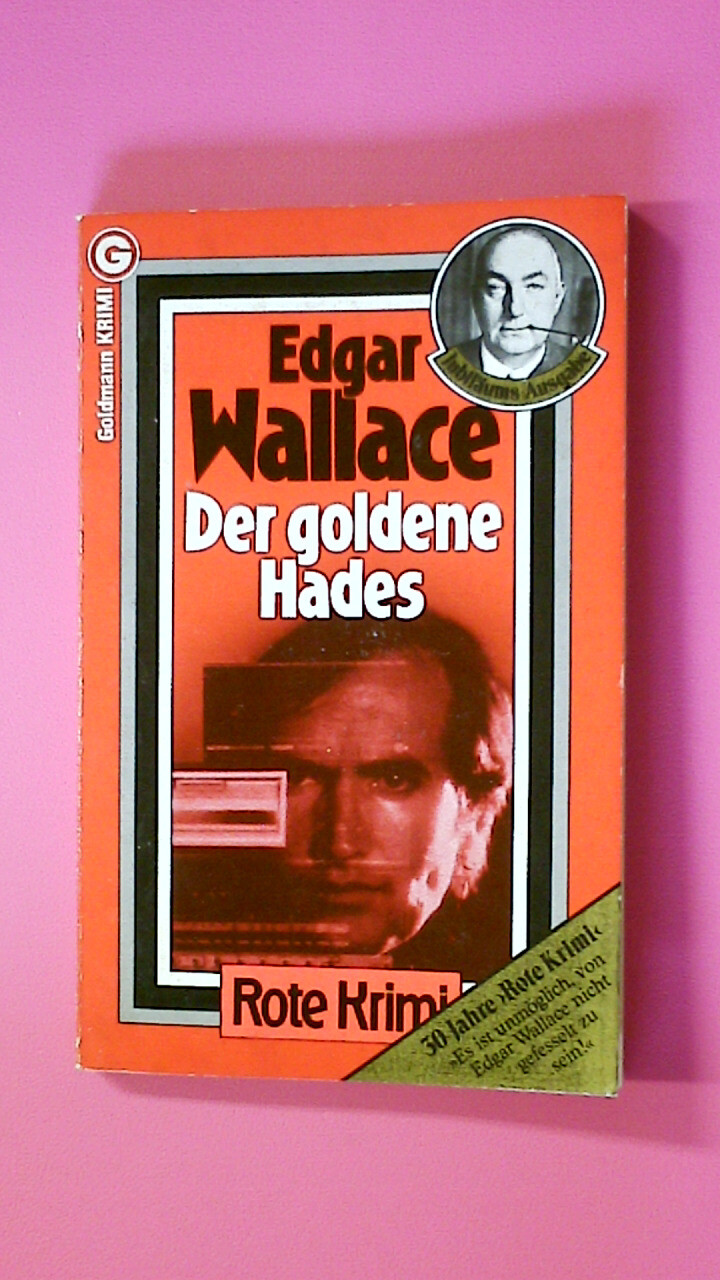 G
Goldmann KRIMI
Jubiläums Ausgabe
Edgar
Wallace
Der goldene
Hades
Rote Krimi
30 Jahre ›Rote Krimi‹
»Es ist unmöglich, von
Edgar Wallace nicht
gefesselt zu
sein!«